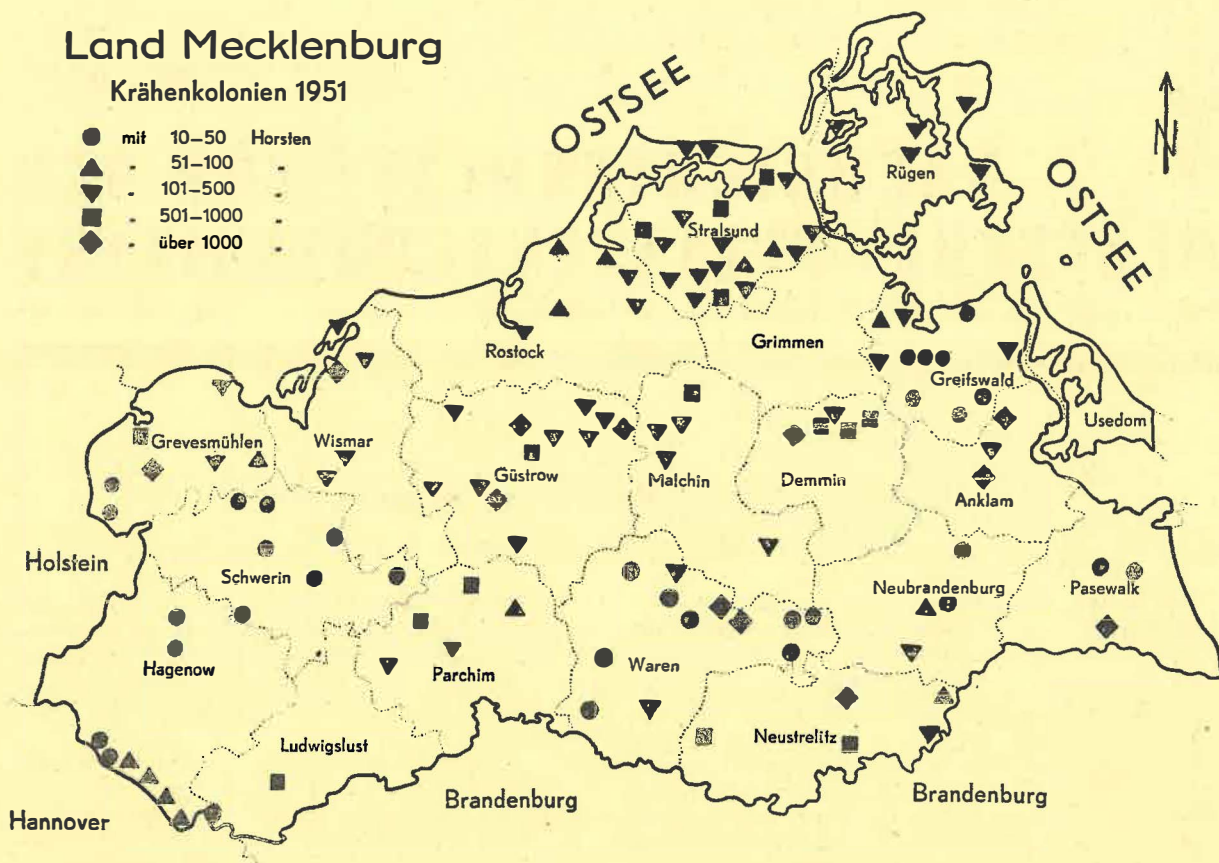 Land Mecklenburg
Krähenkolonien 1951
mit 10–50 Horsten
" 51–100 "
" 101–500 "
" 501–1000 "
" über 1000 "
OSTSEE
N
Rügen
OSTSEE
Stralsund
Rostock
Grimmen
Greifswald
Usedom
Grevesmühlen
Wismar
Güstrow
Malchin
Demmin
Anklam
Holstein
Schwerin
Neubrandenburg
Pasewalk
Hagenow
Parchim
Waren
Ludwigslust
Neustrelitz
Hannover
Brandenburg
Brandenburg